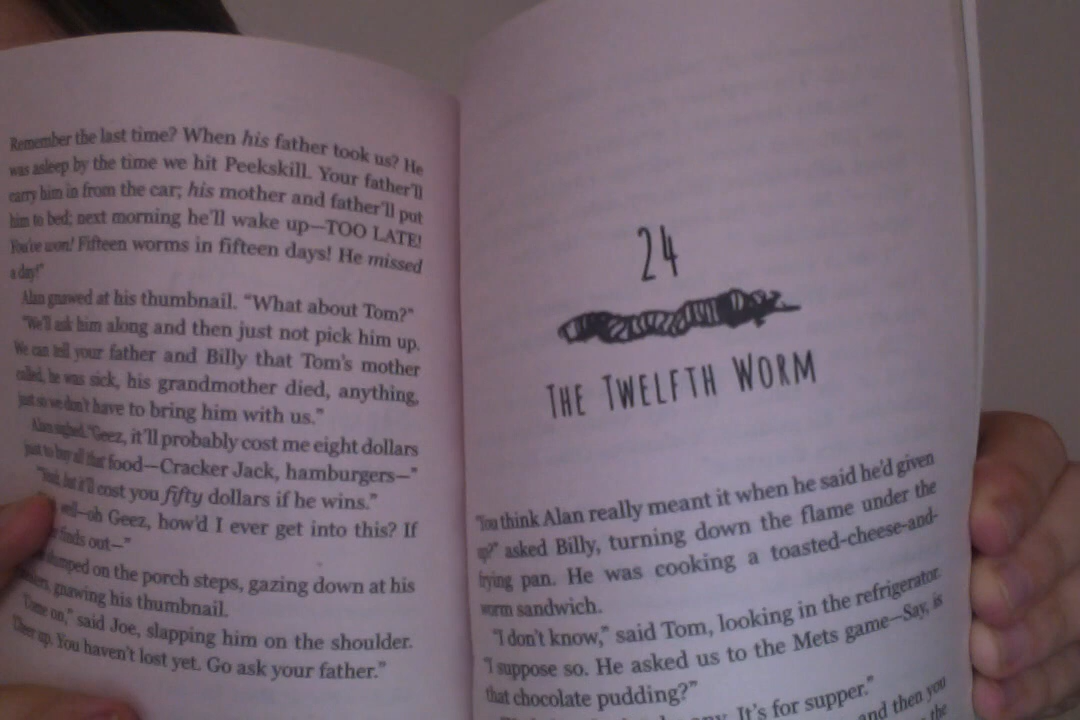 Remember the last time? When his father took us? He
was asleep by the time we hit Peekskill. Your father'll
carry him in from the car; his mother and father'll put
him to bed; next morning he'll wake up—TOO LATE!
You've won! Fifteen worms in fifteen days! He missed
a day!"
Alan gnawed at his thumbnail. "What about Tom?"
"We'll ask him along and then just not pick him up.
We can tell your father and Billy that Tom's mother
called, he was sick, his grandmother died, anything,
just so we don't have to bring him with us."
Alan sighed. "Geez, it'll probably cost me eight dollars
just to buy all that food—Cracker Jack, hamburgers—"
"Yeah, but it'll cost you fifty dollars if he wins."
well—oh Geez, how'd I ever get into this? If
finds out—"
on the porch steps, gazing down at his
gnawing his thumbnail.
"Come on," said Joe, slapping him on the shoulder.
Cheer up. You haven't lost yet. Go ask your father."
24
THE TWELFTH WORM
"You think Alan really meant it when he said he'd given
up?" asked Billy, turning down the flame under the
frying pan. He was cooking a toasted-cheese-and-
worm sandwich.
"I don't know," said Tom, looking in the refrigerator.
"I suppose so. He asked us to the Mets game—Say, is
that chocolate pudding?"
It's for supper."
and then you
the